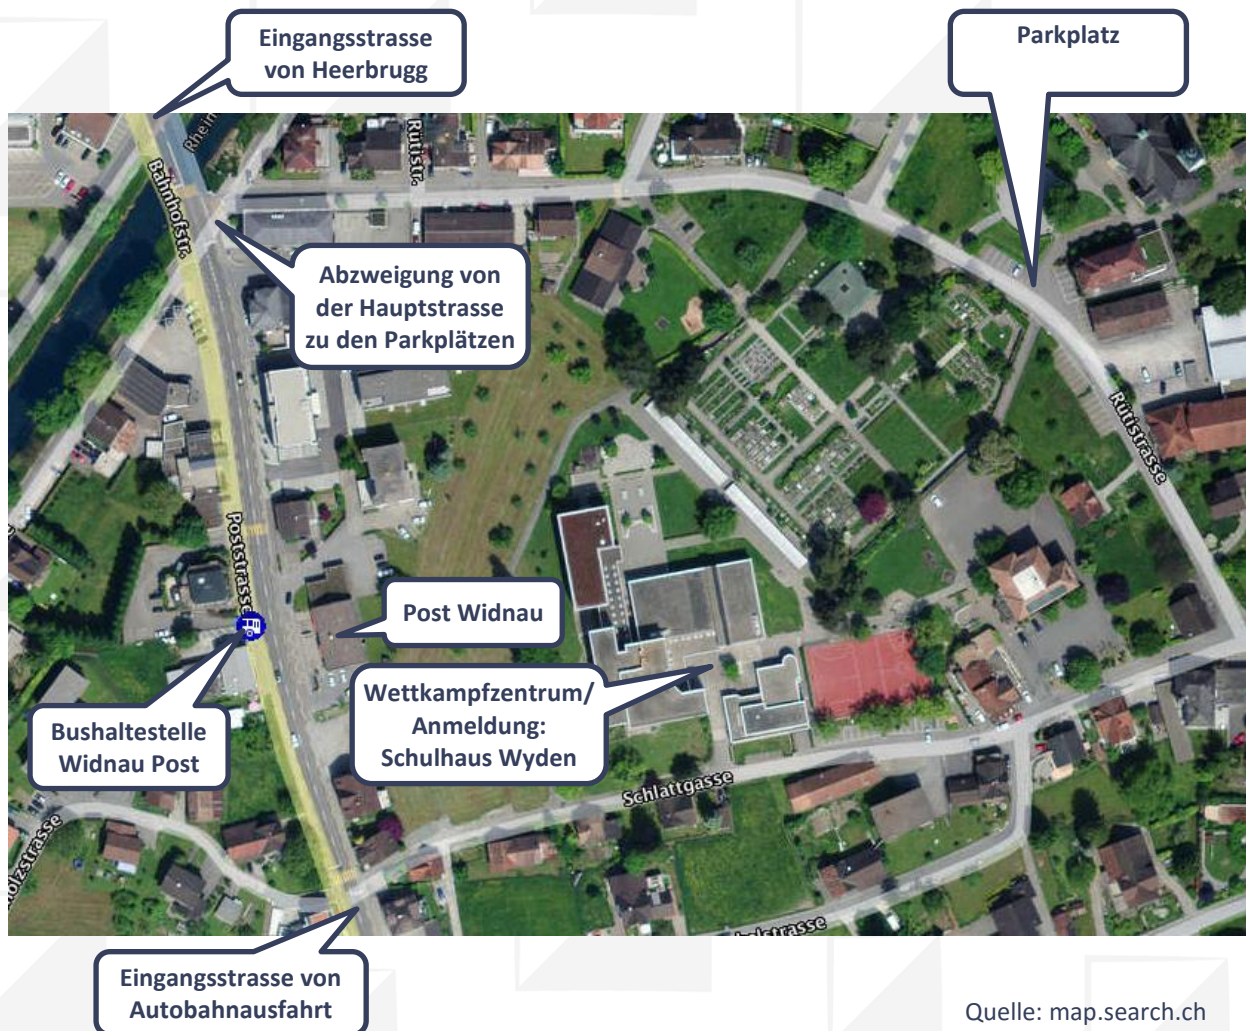 Eingangsstrasse
von Heerbrugg
Parkplatz
Rhein
Bahnhofstr.
Rütistr.
Abzweigung von
der Hauptstrasse
zu den Parkplätzen
Rütistrasse
Poststrasse
Post Widnau
Wettkampfzentrum/
Anmeldung:
Schulhaus Wyden
Bushaltestelle
Widnau Post
Schlattgasse
Eingangsstrasse von
Autobahnausfahrt
Quelle: map.search.ch